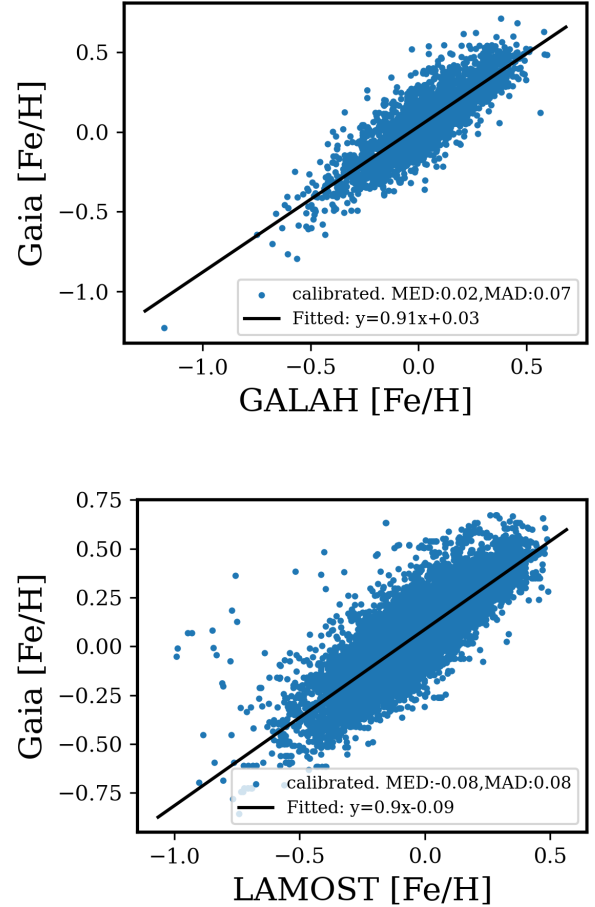 0.5
0.0
−0.5
−1.0
Gaia [Fe/H]
calibrated. MED:0.02,MAD:0.07
Fitted: y=0.91x+0.03
−1.0 −0.5 0.0 0.5
GALAH [Fe/H]
0.75
0.50
0.25
0.00
−0.25
−0.50
−0.75
Gaia [Fe/H]
calibrated. MED:-0.08,MAD:0.08
Fitted: y=0.9x-0.09
−1.0 −0.5 0.0 0.5
LAMOST [Fe/H]